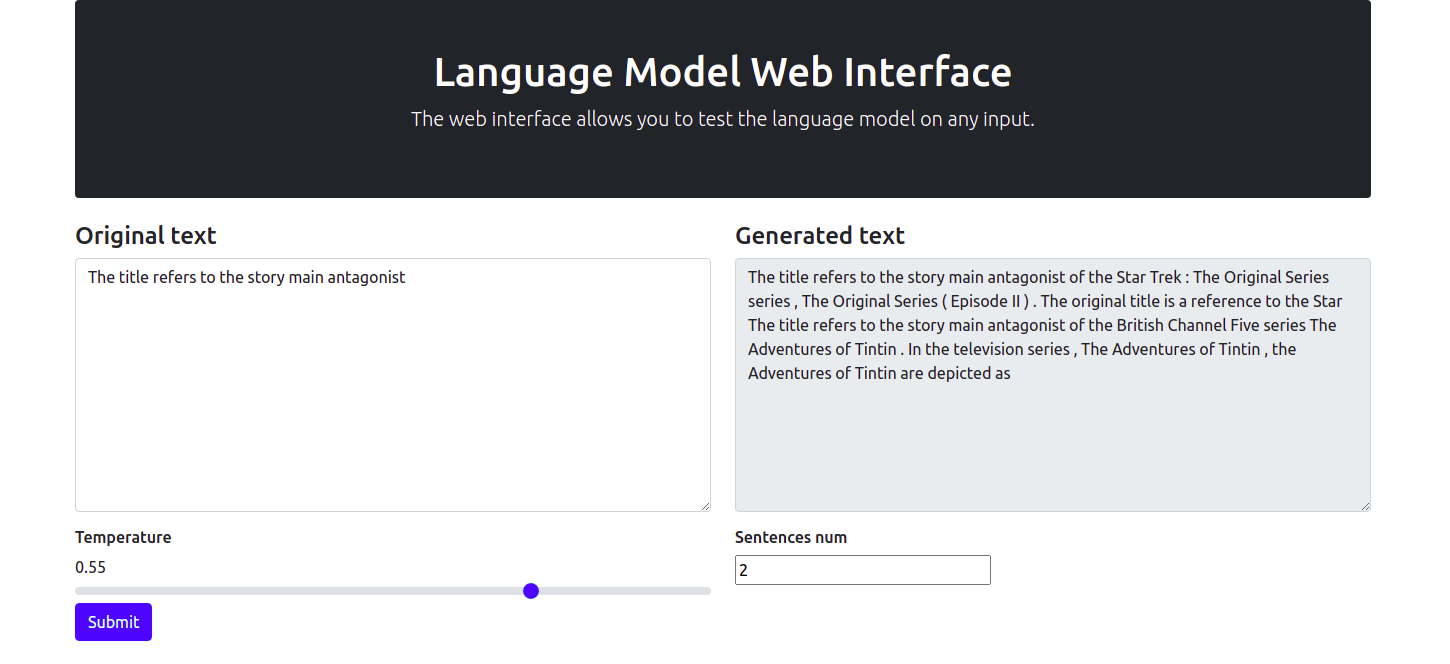 Language Model Web Interface
The web interface allows you to test the language model on any input.
Original text
The title refers to the story main antagonist
Generated text
The title refers to the story main antagonist of the Star Trek : The Original Series
series , The Original Series ( Episode II ) . The original title is a reference to the Star
The title refers to the story main antagonist of the British Channel Five series The
Adventures of Tintin . In the television series , The Adventures of Tintin , the
Adventures of Tintin are depicted as
Temperature
0.55
Submit
Sentences num
2